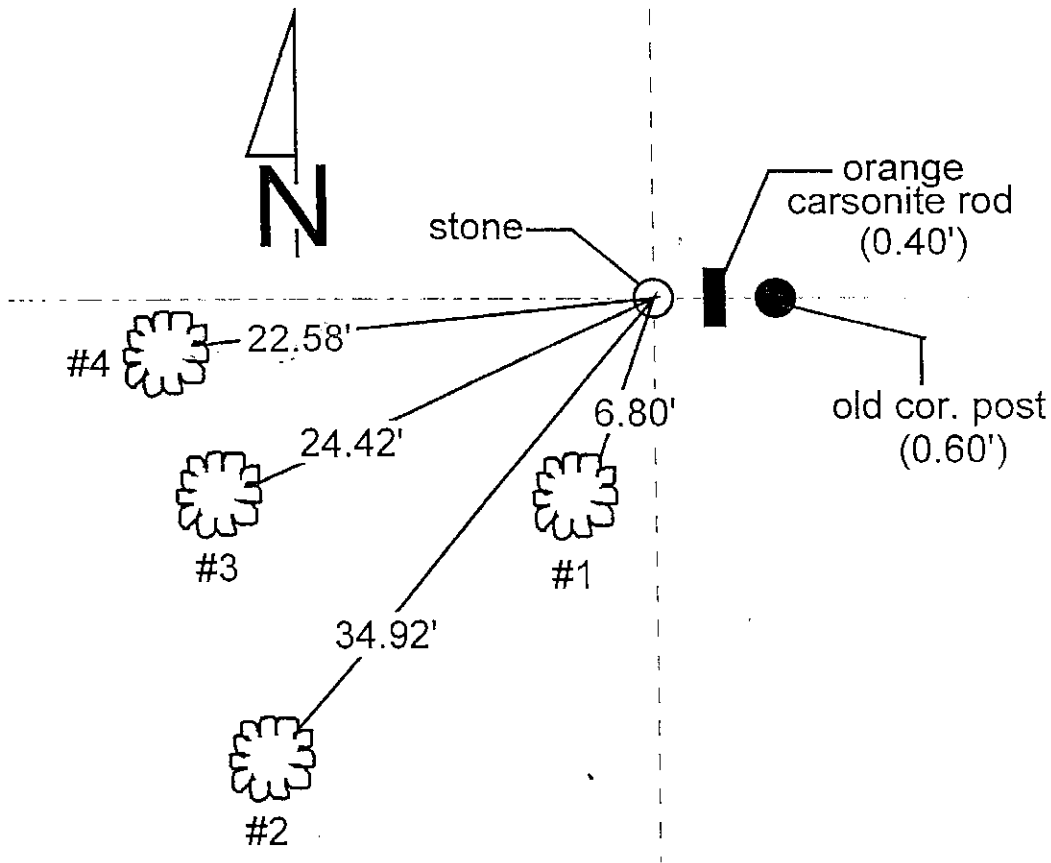 N
stone
orange
carsonite rod
(0.40')
#4
22.58'
24.42'
6.80'
old cor. post
(0.60')
#3
#1
34.92'
#2